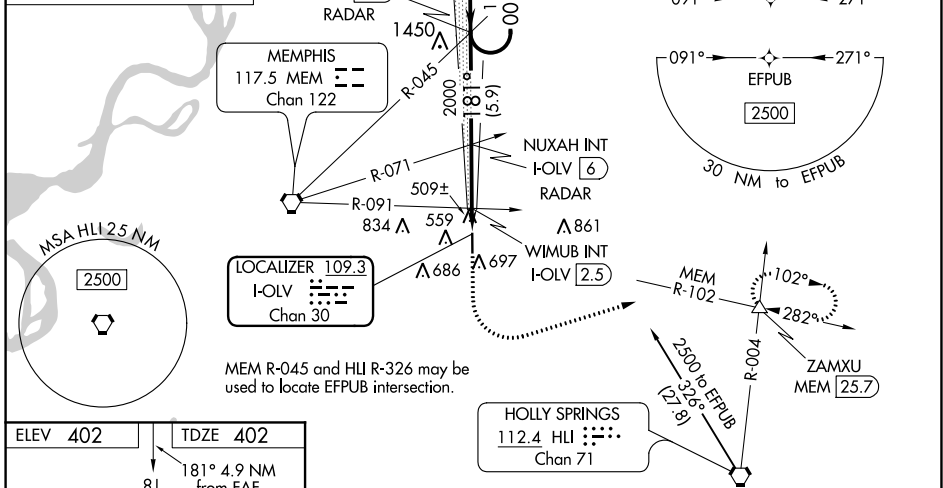 RADAR
1450
091°
271°
MEMPHIS
117.5 MEM
Chan 122
R-045
2000
181°
(5.9)
091°
271°
EFPUB
2500
30 NM to EFPUB
NUXAH INT
I-OLV 6
RADAR
R-071
R-091
509±
834
559
861
WIMUB INT
I-OLV 2.5
MSA HLI 25 NM
2500
LOCALIZER 109.3
I-OLV
Chan 30
686
697
MEM
R-102
102°
282°
ZAMXU
MEM 25.7
R-004
2500 to EFPUB
326°
(27.8)
MEM R-045 and HLI R-326 may be
used to locate EFPUB intersection.
HOLLY SPRINGS
112.4 HLI
Chan 71
ELEV 402
TDZE 402
181° 4.9 NM
from FAF